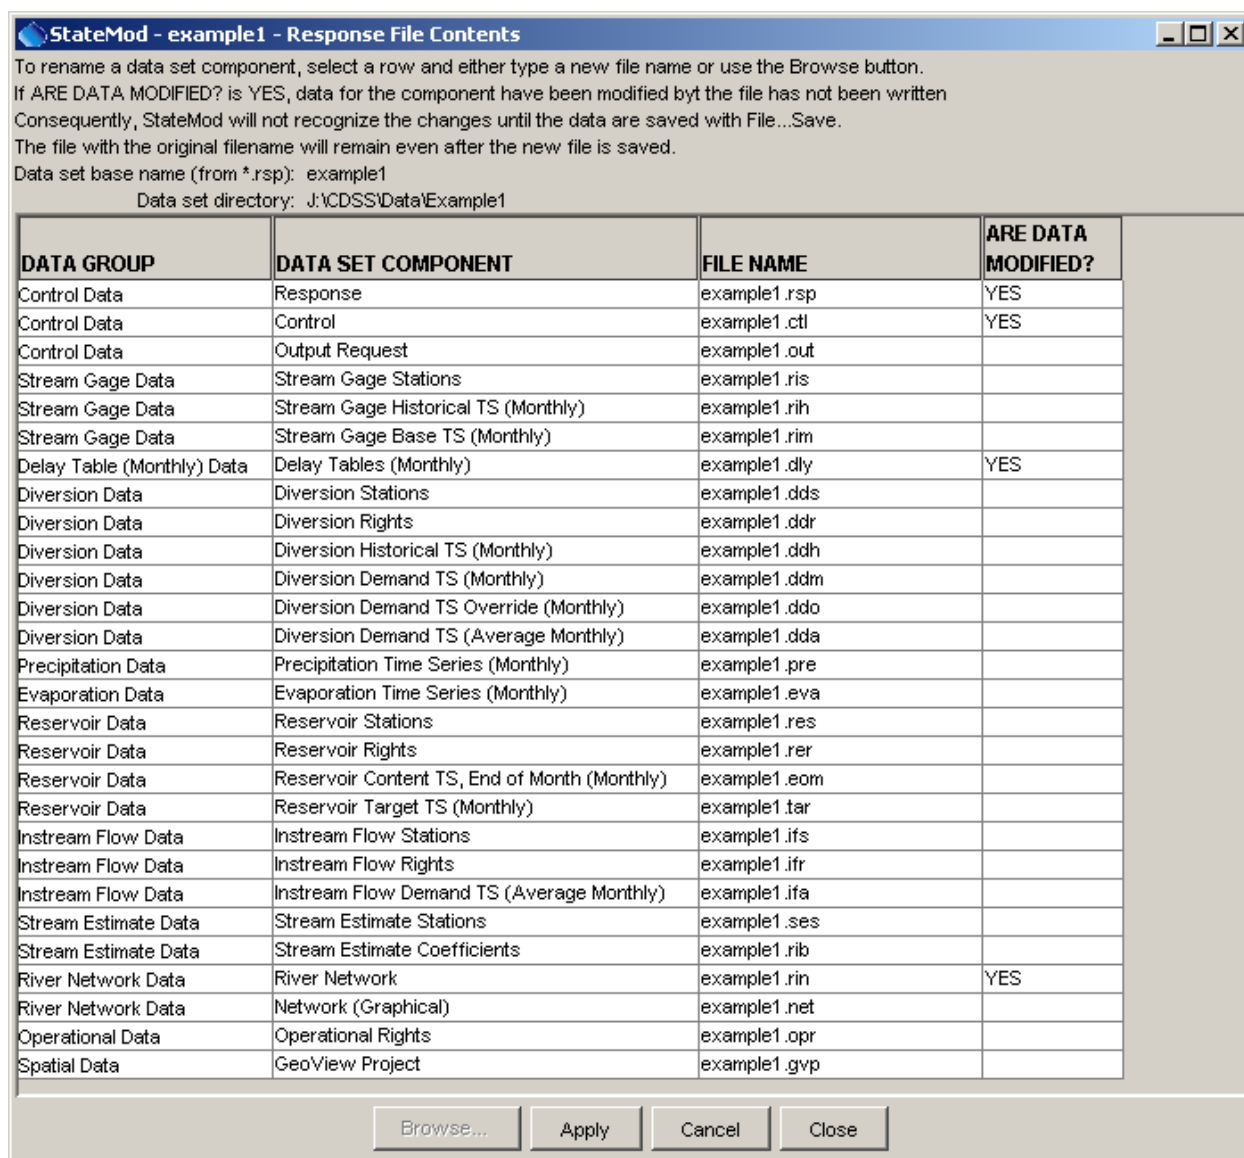 StateMod - example1 - Response File Contents
To rename a data set component, select a row and either type a new file name or use the Browse button.
If ARE DATA MODIFIED? is YES, data for the component have been modified byt the file has not been written
Consequently, StateMod will not recognize the changes until the data are saved with File...Save.
The file with the original filename will remain even after the new file is saved.
Data set base name (from *.rsp): example1
Data set directory: J:\CDSS\Data\Example1
DATA GROUP DATA SET COMPONENT FILE NAME ARE DATA MODIFIED?
Control Data Response example1.rsp YES
Control Data Control example1.ctl YES
Control Data Output Request example1.out
Stream Gage Data Stream Gage Stations example1.ris
Stream Gage Data Stream Gage Historical TS (Monthly) example1.rih
Stream Gage Data Stream Gage Base TS (Monthly) example1.rim
Delay Table (Monthly) Data Delay Tables (Monthly) example1.dly YES
Diversion Data Diversion Stations example1.dds
Diversion Data Diversion Rights example1.ddr
Diversion Data Diversion Historical TS (Monthly) example1.ddh
Diversion Data Diversion Demand TS (Monthly) example1.ddm
Diversion Data Diversion Demand TS Override (Monthly) example1.ddo
Diversion Data Diversion Demand TS (Average Monthly) example1.dda
Precipitation Data Precipitation Time Series (Monthly) example1.pre
Evaporation Data Evaporation Time Series (Monthly) example1.eva
Reservoir Data Reservoir Stations example1.res
Reservoir Data Reservoir Rights example1.rer
Reservoir Data Reservoir Content TS, End of Month (Monthly) example1.eom
Reservoir Data Reservoir Target TS (Monthly) example1.tar
Instream Flow Data Instream Flow Stations example1.ifs
Instream Flow Data Instream Flow Rights example1.ifr
Instream Flow Data Instream Flow Demand TS (Average Monthly) example1.ifa
Stream Estimate Data Stream Estimate Stations example1.ses
Stream Estimate Data Stream Estimate Coefficients example1.rib
River Network Data River Network example1.rin YES
River Network Data Network (Graphical) example1.net
Operational Data Operational Rights example1.opr
Spatial Data GeoView Project example1.gvp
Browse... Apply Cancel Close